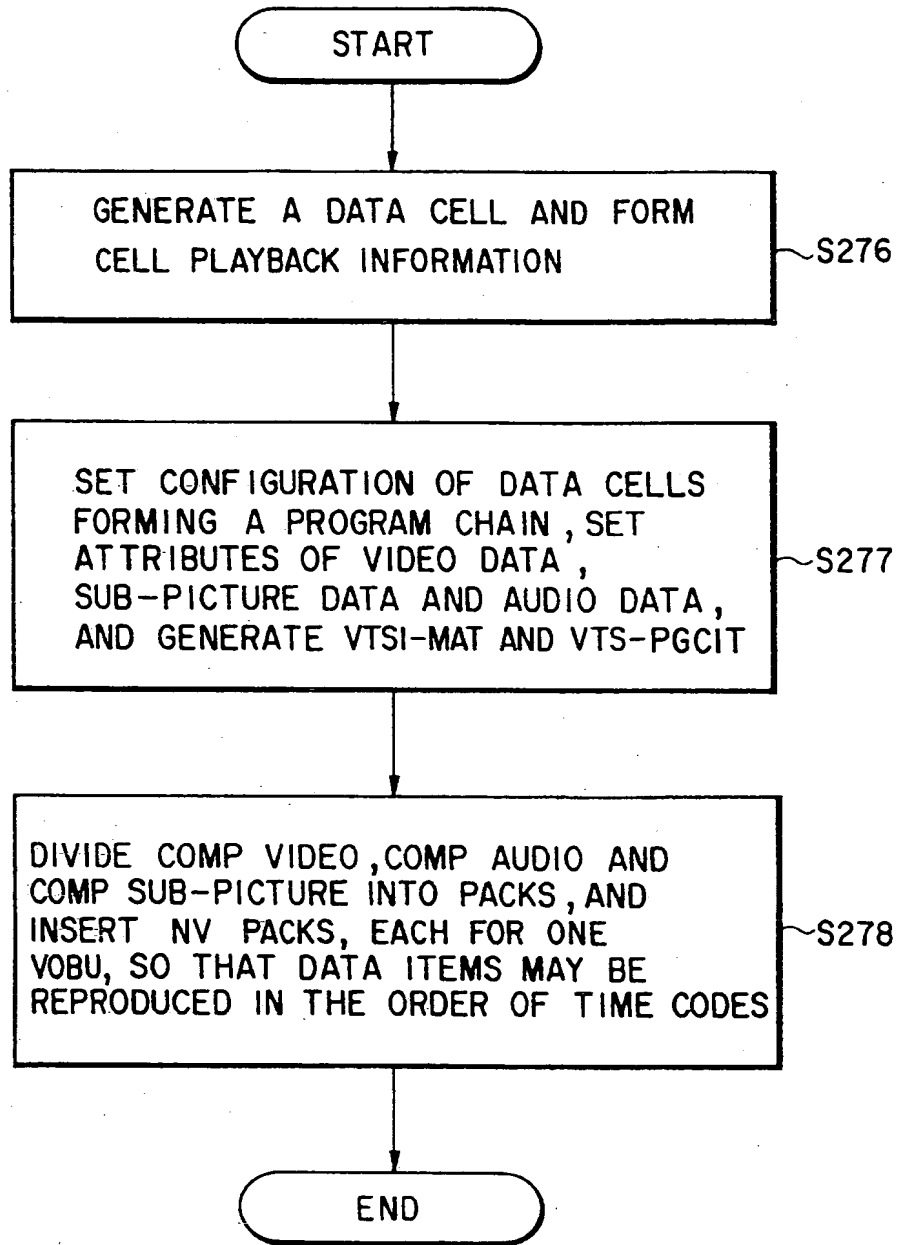 START
GENERATE A DATA CELL AND FORM
CELL PLAYBACK INFORMATION
S276
SET CONFIGURATION OF DATA CELLS
FORMING A PROGRAM CHAIN, SET
ATTRIBUTES OF VIDEO DATA,
SUB-PICTURE DATA AND AUDIO DATA,
AND GENERATE VTSI-MAT AND VTS-PGCIT
S277
DIVIDE COMP VIDEO, COMP AUDIO AND
COMP SUB-PICTURE INTO PACKS, AND
INSERT NV PACKS, EACH FOR ONE
VOBU, SO THAT DATA ITEMS MAY BE
REPRODUCED IN THE ORDER OF TIME CODES
S278
END